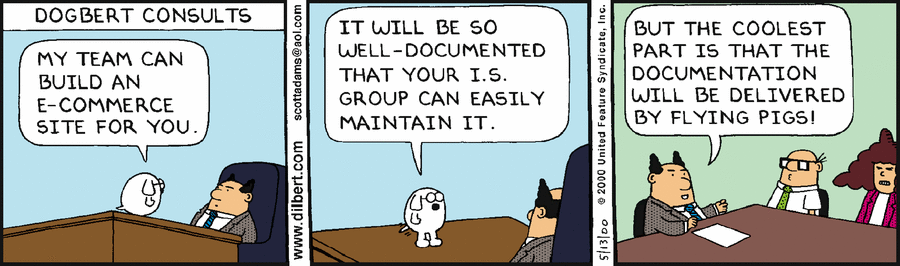 DOGBERT CONSULTS
MY TEAM CAN
BUILD AN
E-COMMERCE
SITE FOR YOU.
www.dilbert.com
scottadams@aol.com
IT WILL BE SO
WELL-DOCUMENTED
THAT YOUR I.S.
GROUP CAN EASILY
MAINTAIN IT.
5/13/00
© 2000 United Feature Syndicate, Inc.
BUT THE COOLEST
PART IS THAT THE
DOCUMENTATION
WILL BE DELIVERED
BY FLYING PIGS!